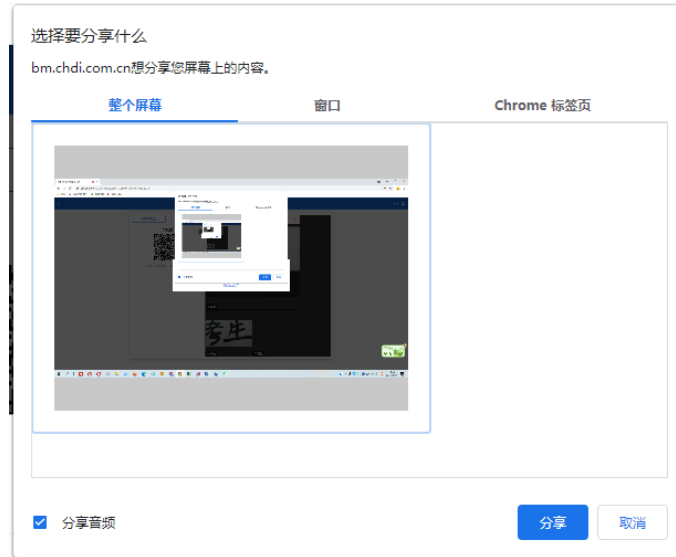 选择要分享什么
bm.chdi.com.cn想分享您屏幕上的内容。
整个屏幕
窗口
Chrome 标签页
考生
分享音频
分享
取消